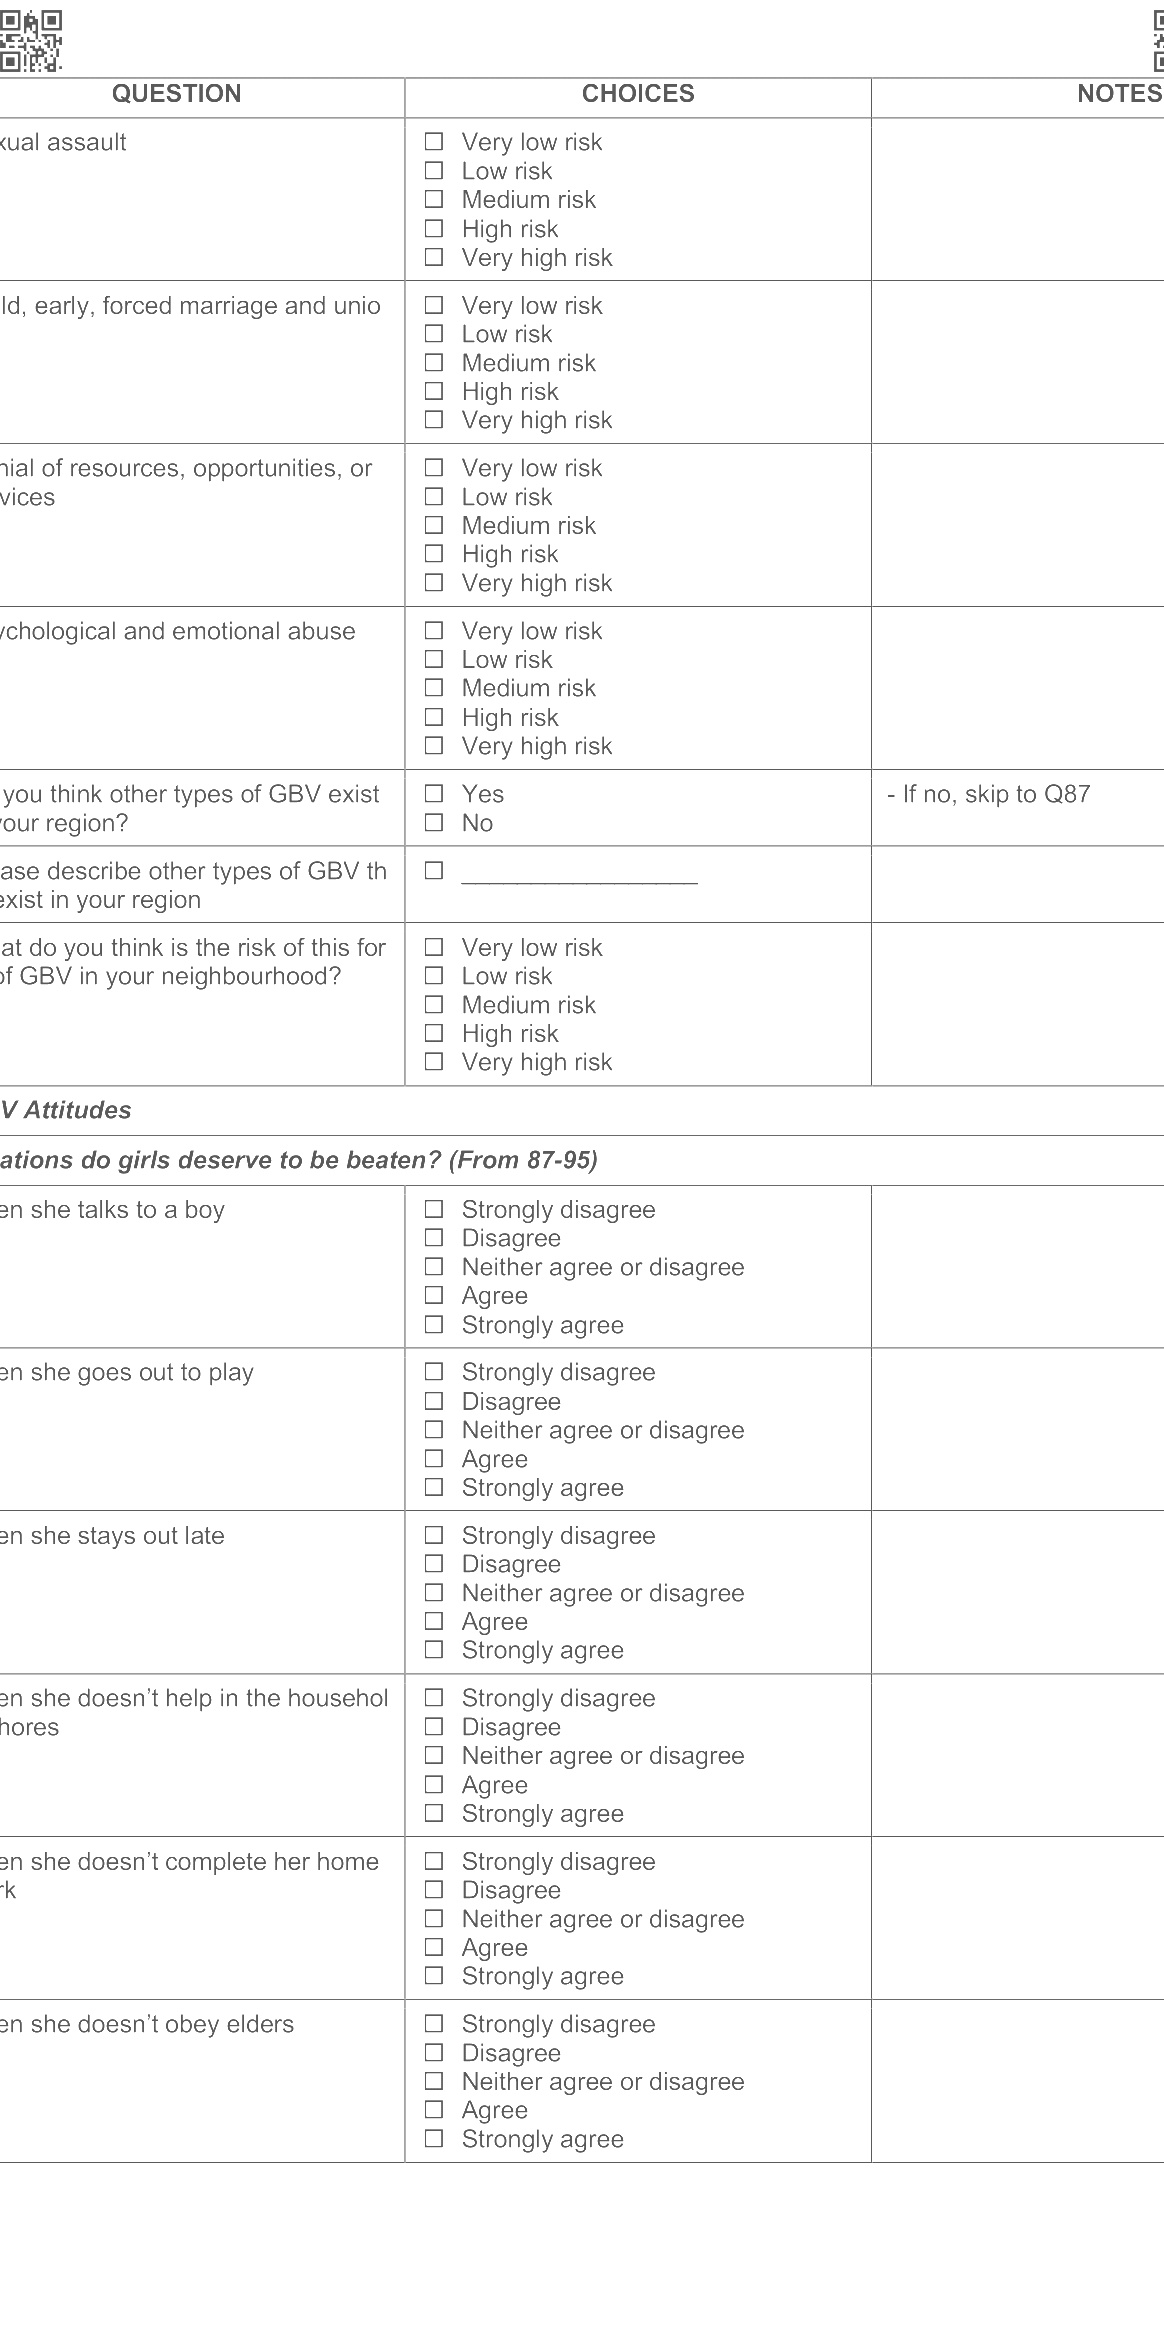 QUESTION CHOICES NOTES
xual assault ☐ Very low risk
☐ Low risk
☐ Medium risk
☐ High risk
☐ Very high risk
ld, early, forced marriage and unio ☐ Very low risk
☐ Low risk
☐ Medium risk
☐ High risk
☐ Very high risk
nial of resources, opportunities, or ☐ Very low risk
vices ☐ Low risk
☐ Medium risk
☐ High risk
☐ Very high risk
ychological and emotional abuse ☐ Very low risk
☐ Low risk
☐ Medium risk
☐ High risk
☐ Very high risk
you think other types of GBV exist ☐ Yes - If no, skip to Q87
your region? ☐ No
ase describe other types of GBV th ☐ _________________
exist in your region
at do you think is the risk of this for ☐ Very low risk
of GBV in your neighbourhood? ☐ Low risk
☐ Medium risk
☐ High risk
☐ Very high risk
V Attitudes
ations do girls deserve to be beaten? (From 87-95)
en she talks to a boy ☐ Strongly disagree
☐ Disagree
☐ Neither agree or disagree
☐ Agree
☐ Strongly agree
en she goes out to play ☐ Strongly disagree
☐ Disagree
☐ Neither agree or disagree
☐ Agree
☐ Strongly agree
en she stays out late ☐ Strongly disagree
☐ Disagree
☐ Neither agree or disagree
☐ Agree
☐ Strongly agree
en she doesn't help in the househol ☐ Strongly disagree
hores ☐ Disagree
☐ Neither agree or disagree
☐ Agree
☐ Strongly agree
en she doesn't complete her home ☐ Strongly disagree
rk ☐ Disagree
☐ Neither agree or disagree
☐ Agree
☐ Strongly agree
en she doesn't obey elders ☐ Strongly disagree
☐ Disagree
☐ Neither agree or disagree
☐ Agree
☐ Strongly agree